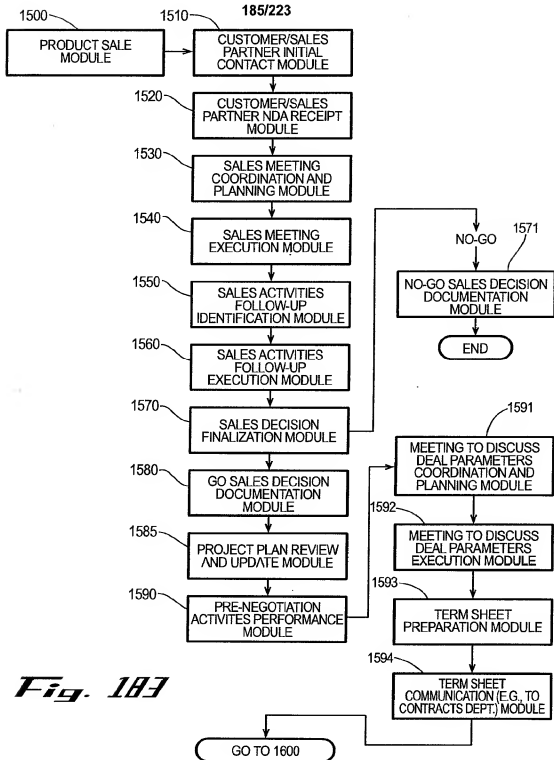 185/223
1500
PRODUCT SALE
MODULE
1510
CUSTOMER/SALES
PARTNER INITIAL
CONTACT MODULE
1520
CUSTOMER/SALES
PARTNER NDA RECEIPT
MODULE
1530
SALES MEETING
COORDINATION AND
PLANNING MODULE
1540
SALES MEETING
EXECUTION MODULE
1550
SALES ACTIVITIES
FOLLOW-UP
IDENTIFICATION MODULE
1560
SALES ACTIVITIES
FOLLOW-UP
EXECUTION MODULE
1570
SALES DECISION
FINALIZATION MODULE
NO-GO
1571
NO-GO SALES DECISION
DOCUMENTATION
MODULE
END
1580
GO SALES DECISION
DOCUMENTATION
MODULE
1585
PROJECT PLAN REVIEW
AND UPDATE MODULE
1590
PRE-NEGOTIATION
ACTIVITES PERFORMANCE
MODULE
1591
MEETING TO DISCUSS
DEAL PARAMETERS
COORDINATION AND
PLANNING MODULE
1592
MEETING TO DISCUSS
DEAL PARAMETERS
EXECUTION MODULE
1593
TERM SHEET
PREPARATION MODULE
1594
TERM SHEET
COMMUNICATION (E.G., TO
CONTRACTS DEPT.) MODULE
GO TO 1600
Fig. 183